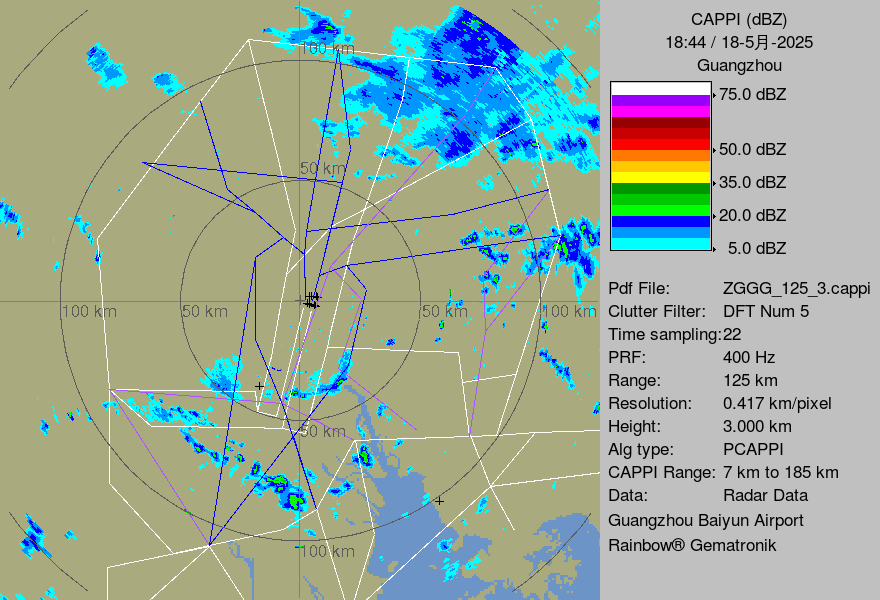 CAPPI (dBZ)
18:44 / 18-5月-2025
Guangzhou
75.0 dBZ
50.0 dBZ
35.0 dBZ
20.0 dBZ
5.0 dBZ
100 km
50 km
100 km
50 km
50 km
100 km
50 km
100 km
Pdf File: ZGGG_125_3.cappi
Clutter Filter: DFT Num 5
Time sampling:22
PRF: 400 Hz
Range: 125 km
Resolution: 0.417 km/pixel
Height: 3.000 km
Alg type: PCAPPI
CAPPI Range: 7 km to 185 km
Data: Radar Data
Guangzhou Baiyun Airport
Rainbow® Gematronik